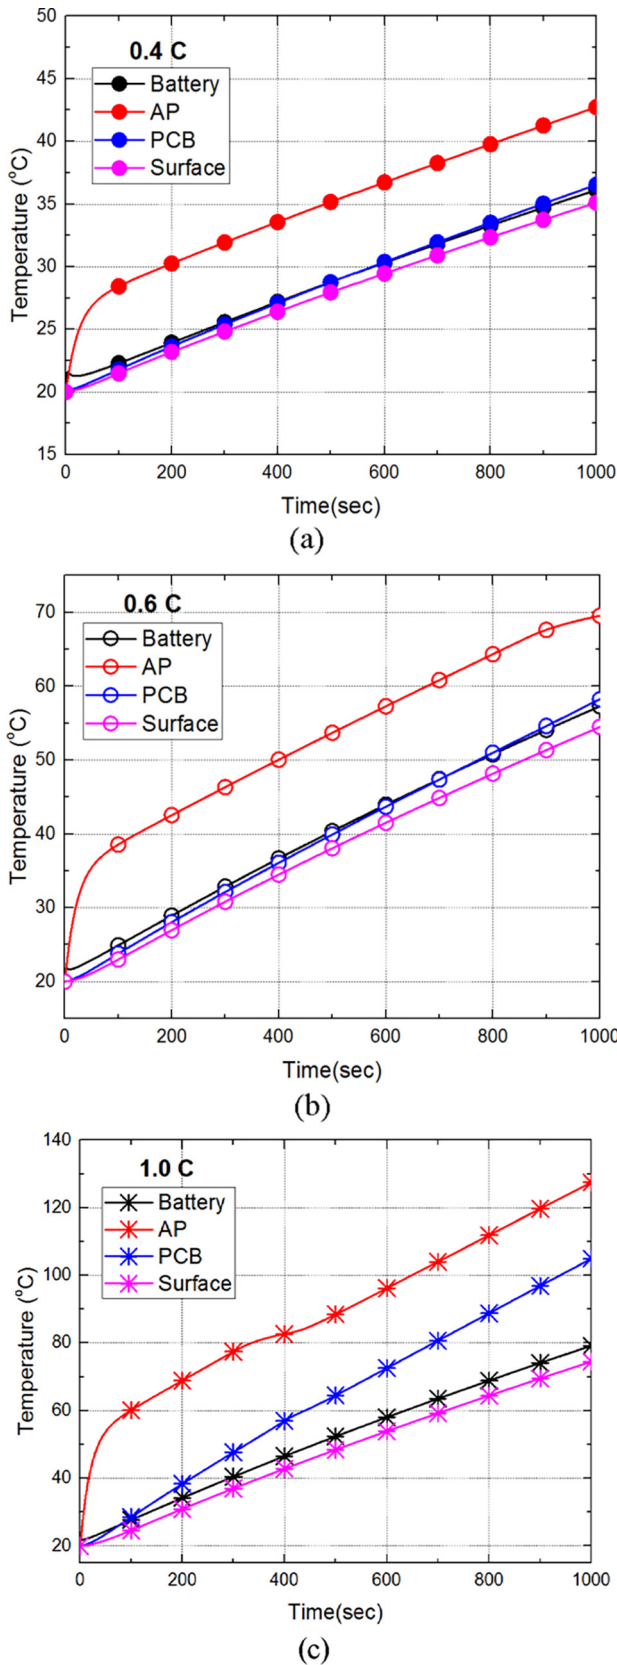 50
45
40
35
30
25
20
15
Temperature (°C)
0.4 C
Battery
AP
PCB
Surface
0 200 400 600 800 1000
Time(sec)
(a)
70
60
50
40
30
20
Temperature (°C)
0.6 C
Battery
AP
PCB
Surface
0 200 400 600 800 1000
Time(sec)
(b)
140
120
100
80
60
40
20
Temperature (°C)
1.0 C
Battery
AP
PCB
Surface
0 200 400 600 800 1000
Time(sec)
(c)